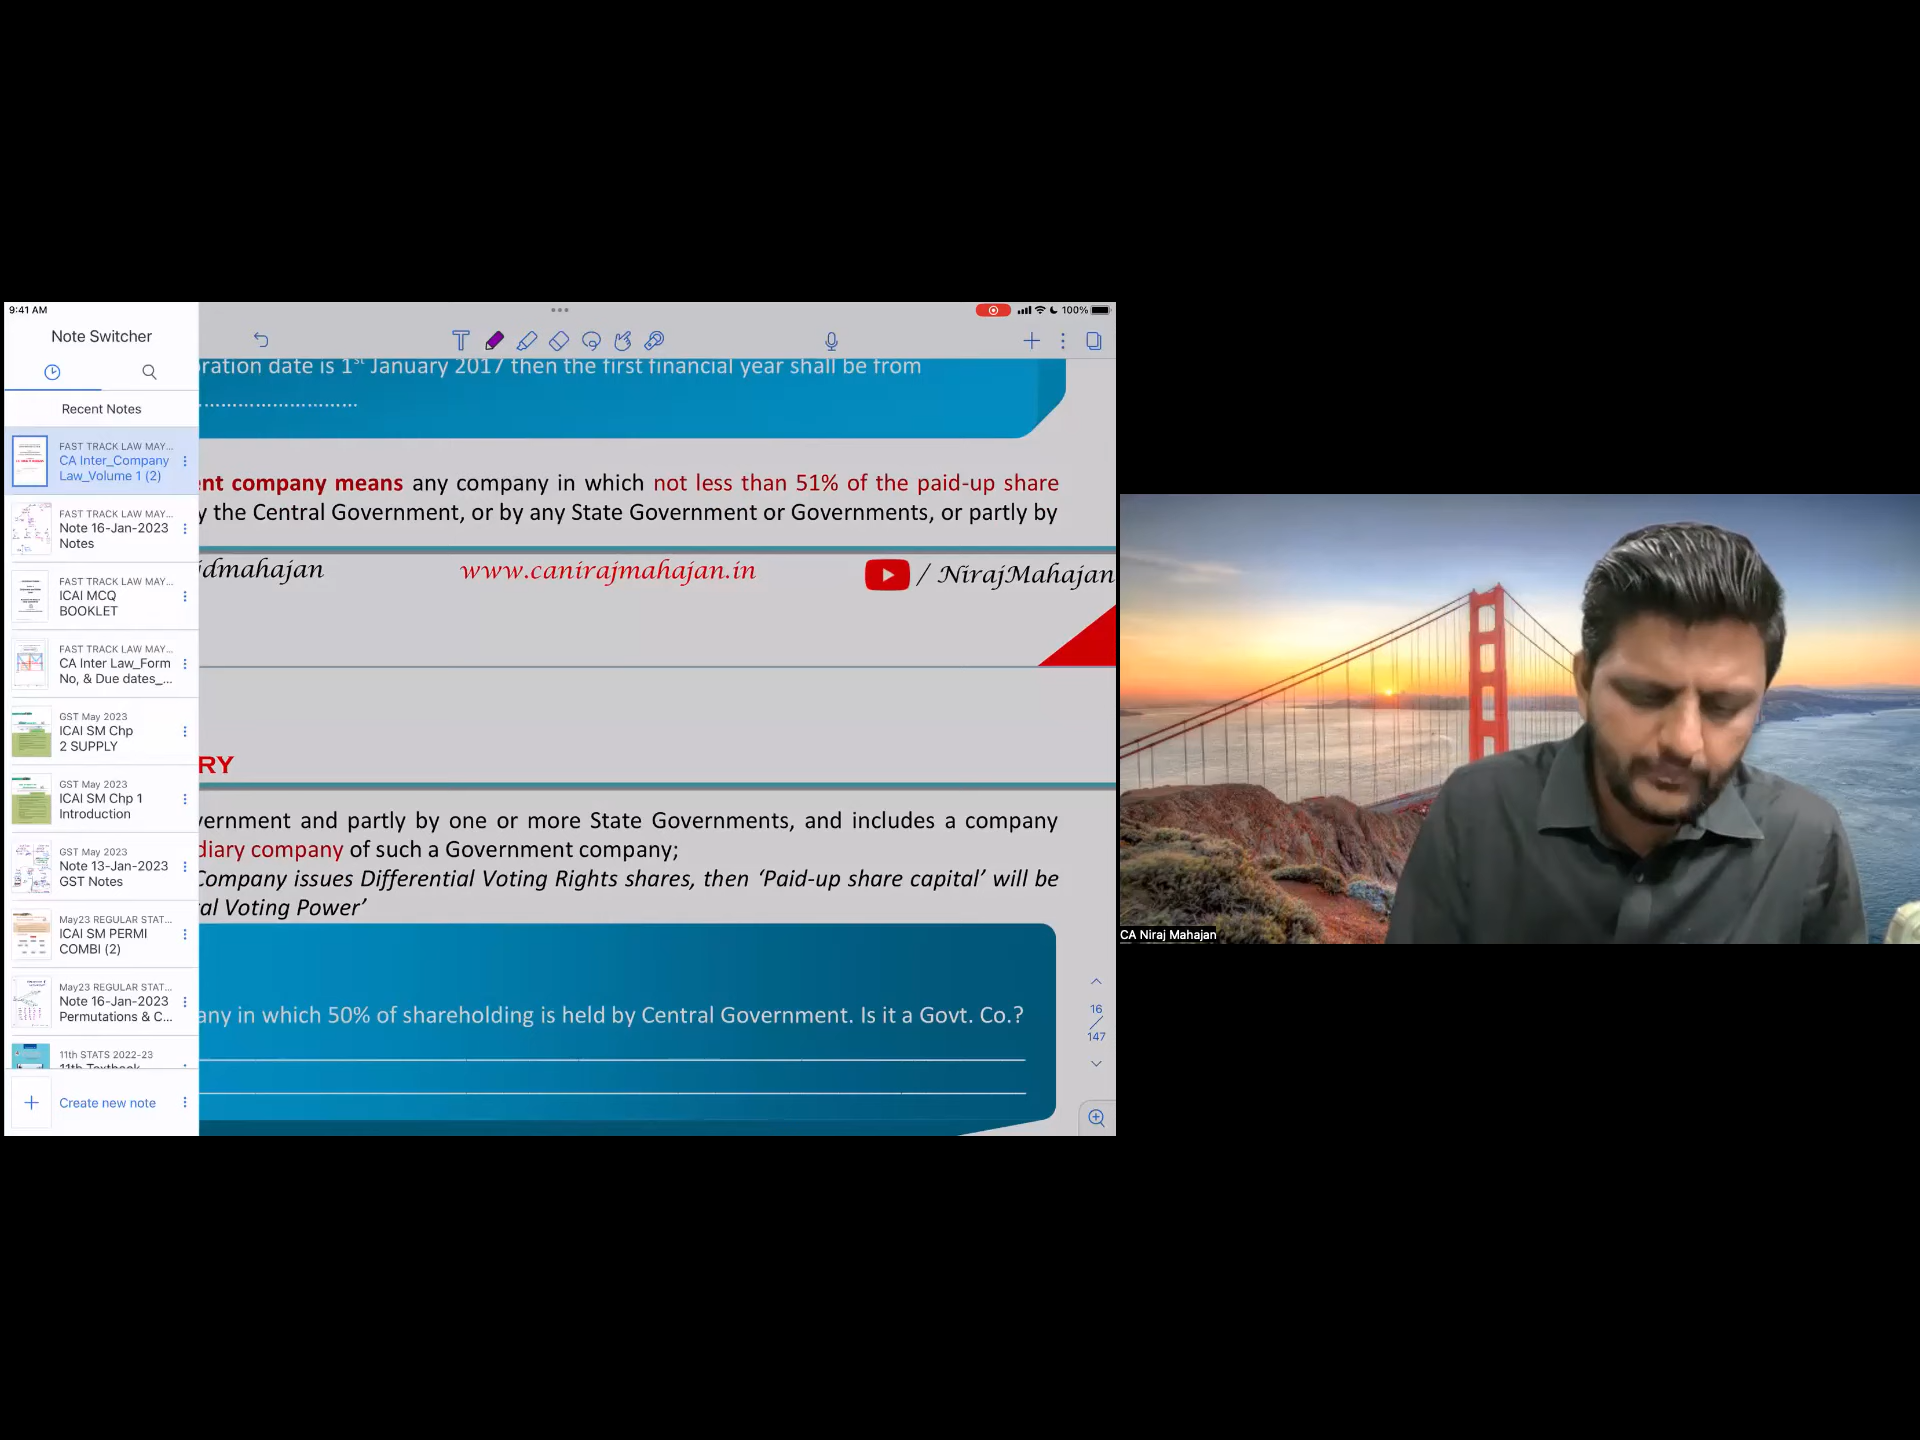 9:41 AM
100%
Note Switcher
Recent Notes
FAST TRACK LAW MAY...
CA Inter_Company
Law_Volume 1 (2)
FAST TRACK LAW MAY...
Note 16-Jan-2023
Notes
FAST TRACK LAW MAY...
ICAI MCQ
BOOKLET
FAST TRACK LAW MAY...
CA Inter Law_Form
No, & Due dates_...
GST May 2023
ICAI SM Chp
2 SUPPLY
GST May 2023
ICAI SM Chp 1
Introduction
GST May 2023
Note 13-Jan-2023
GST Notes
May23 REGULAR STAT...
ICAI SM PERMI
COMBI (2)
May23 REGULAR STAT...
Note 16-Jan-2023
Permutations & C...
11th STATS 2022-23
11th Textbook
Create new note
ration date is 1st January 2017 then the first financial year shall be from
............................
nt company means any company in which not less than 51% of the paid-up share
y the Central Government, or by any State Government or Governments, or partly by
idmahajan www.canirajmahajan.in / NirajMahajan
RY
vernment and partly by one or more State Governments, and includes a company
diary company of such a Government company;
Company issues Differential Voting Rights shares, then ‘Paid-up share capital’ will be
al Voting Power’
any in which 50% of shareholding is held by Central Government. Is it a Govt. Co.?
16
147
CA Niraj Mahajan